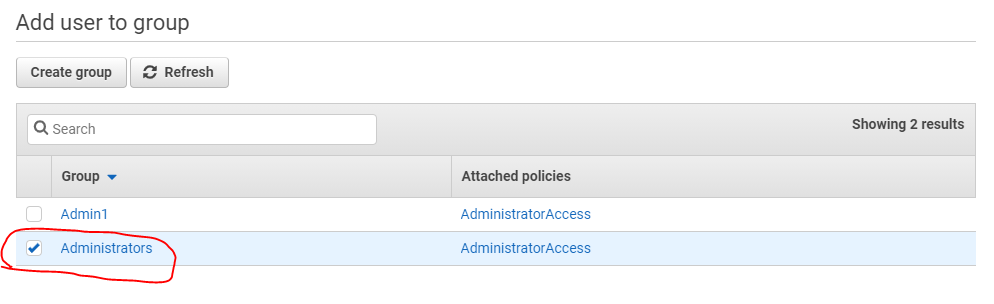 Add user to group
Create group Refresh
Search Showing 2 results
Group Attached policies
Admin1 AdministratorAccess
Administrators AdministratorAccess